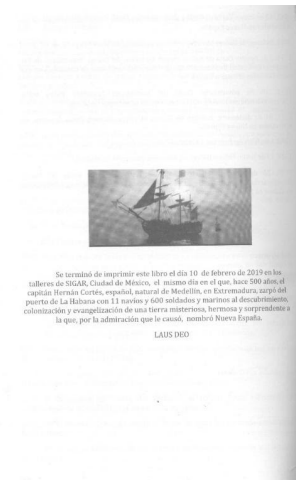 Se terminó de imprimir este libro el día 10 de febrero de 2019 en los
talleres de SIGAR, Ciudad de México, el mismo día en el que, hace 500 años, el
capitán Hernán Cortés, español, natural de Medellín, en Extremadura, zarpó del
puerto de La Habana con 11 navíos y 600 soldados y marinos al descubrimiento,
colonización y evangelización de una tierra misteriosa, hermosa y sorprendente a
la que, por la admiración que le causó, nombró Nueva España.
LAUS DEO